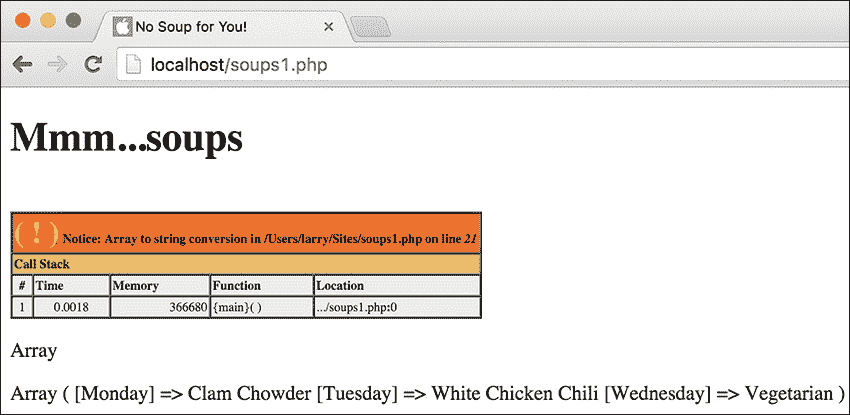 No Soup for You!
localhost/soups1.php
Mmm...soups
( ! ) Notice: Array to string conversion in /Users/larry/Sites/soups1.php on line 21
Call Stack
# Time Memory Function Location
1 0.0018 366680 {main}( ) .../soups1.php:0
Array
Array ( [Monday] => Clam Chowder [Tuesday] => White Chicken Chili [Wednesday] => Vegetarian )